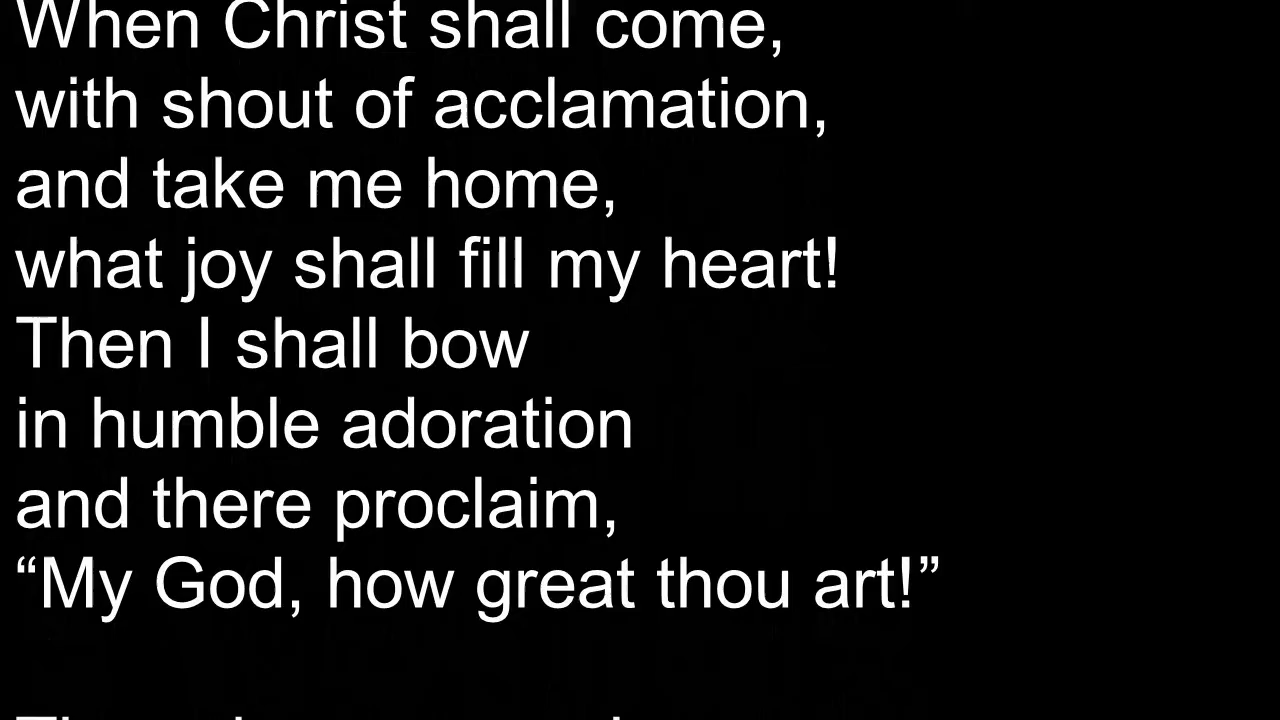 When Christ shall come,
with shout of acclamation,
and take me home,
what joy shall fill my heart!
Then I shall bow
in humble adoration
and there proclaim,
“My God, how great thou art!”